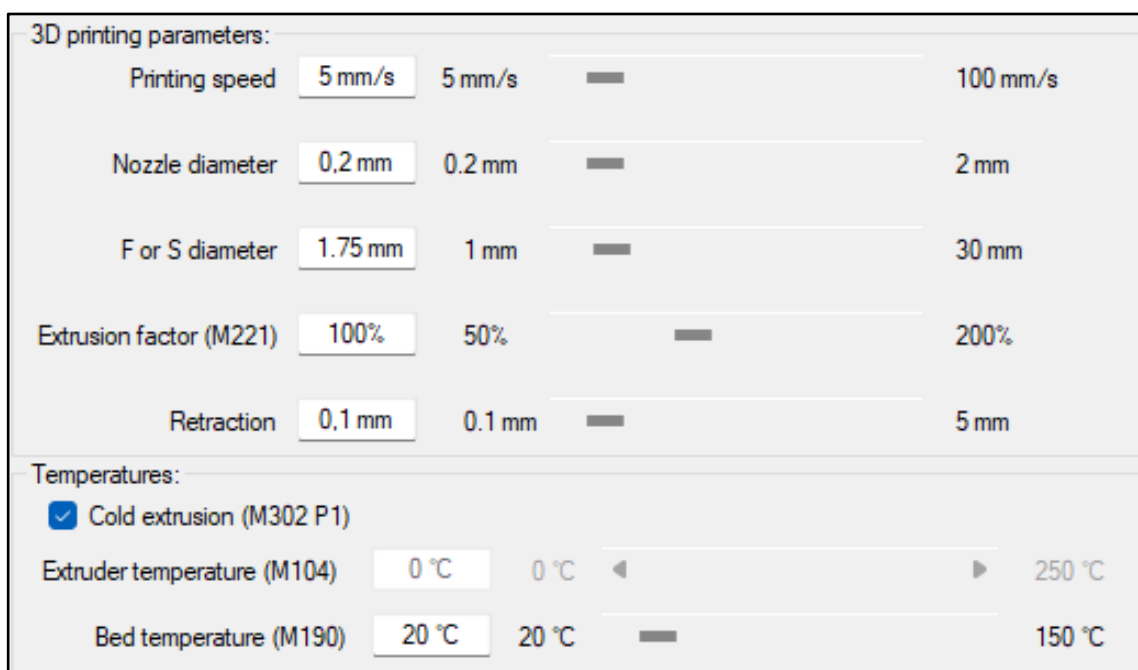 3D printing parameters:
Printing speed 5 mm/s 5 mm/s 100 mm/s
Nozzle diameter 0,2 mm 0.2 mm 2 mm
F or S diameter 1.75 mm 1 mm 30 mm
Extrusion factor (M221) 100% 50% 200%
Retraction 0,1 mm 0.1 mm 5 mm
Temperatures:
Cold extrusion (M302 P1)
Extruder temperature (M104) 0 °C 0 °C 250 °C
Bed temperature (M190) 20 °C 20 °C 150 °C